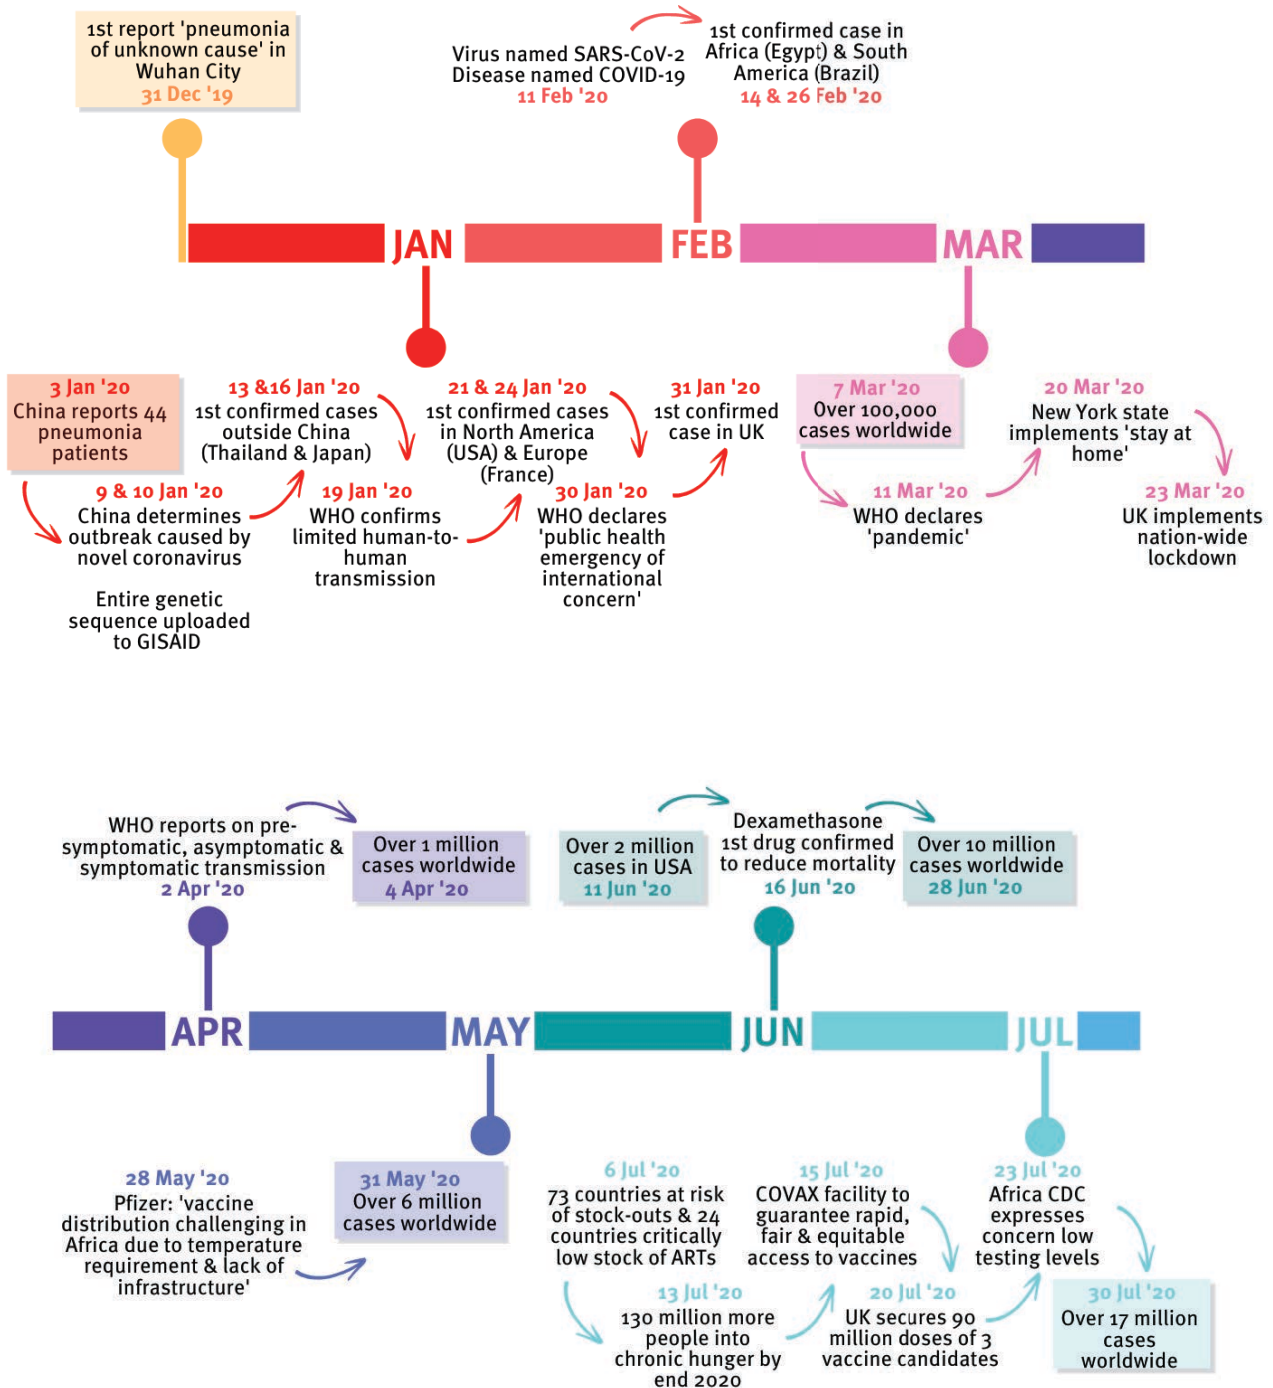 1st report 'pneumonia
of unknown cause' in
Wuhan City
31 Dec '19
Virus named SARS-CoV-2
Disease named COVID-19
11 Feb '20
1st confirmed case in
Africa (Egypt) & South
America (Brazil)
14 & 26 Feb '20
JAN
FEB
MAR
3 Jan '20
China reports 44
pneumonia
patients
9 & 10 Jan '20
China determines
outbreak caused by
novel coronavirus
Entire genetic
sequence uploaded
to GISAID
13 &16 Jan '20
1st confirmed cases
outside China
(Thailand & Japan)
19 Jan '20
WHO confirms
limited human-to-
human
transmission
21 & 24 Jan '20
1st confirmed cases
in North America
(USA) & Europe
(France)
30 Jan '20
WHO declares
'public health
emergency of
international
concern'
31 Jan '20
1st confirmed
case in UK
7 Mar '20
Over 100,000
cases worldwide
11 Mar '20
WHO declares
'pandemic'
20 Mar '20
New York state
implements 'stay at
home'
23 Mar '20
UK implements
nation-wide
lockdown
WHO reports on pre-
symptomatic, asymptomatic &
symptomatic transmission
2 Apr '20
Over 1 million
cases worldwide
4 Apr '20
Over 2 million
cases in USA
11 Jun '20
Dexamethasone
1st drug confirmed
to reduce mortality
16 Jun '20
Over 10 million
cases worldwide
28 Jun '20
APR
MAY
JUN
JUL
28 May '20
Pfizer: 'vaccine
distribution challenging in
Africa due to temperature
requirement & lack of
infrastructure'
31 May '20
Over 6 million
cases worldwide
6 Jul '20
73 countries at risk
of stock-outs & 24
countries critically
low stock of ARTs
13 Jul '20
130 million more
people into
chronic hunger by
end 2020
15 Jul '20
COVAX facility to
guarantee rapid,
fair & equitable
access to vaccines
20 Jul '20
UK secures 90
million doses of 3
vaccine candidates
23 Jul '20
Africa CDC
expresses
concern low
testing levels
30 Jul '20
Over 17 million
cases
worldwide